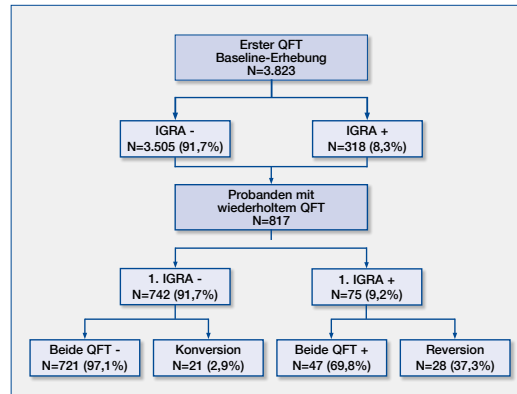 Erster QFT
Baseline-Erhebung
N=3.823
IGRA -
N=3.505 (91,7%)
IGRA +
N=318 (8,3%)
Probanden mit
wiederholtem QFT
N=817
1. IGRA -
N=742 (91,7%)
1. IGRA +
N=75 (9,2%)
Beide QFT -
N=721 (97,1%)
Konversion
N=21 (2,9%)
Beide QFT +
N=47 (69,8%)
Reversion
N=28 (37,3%)